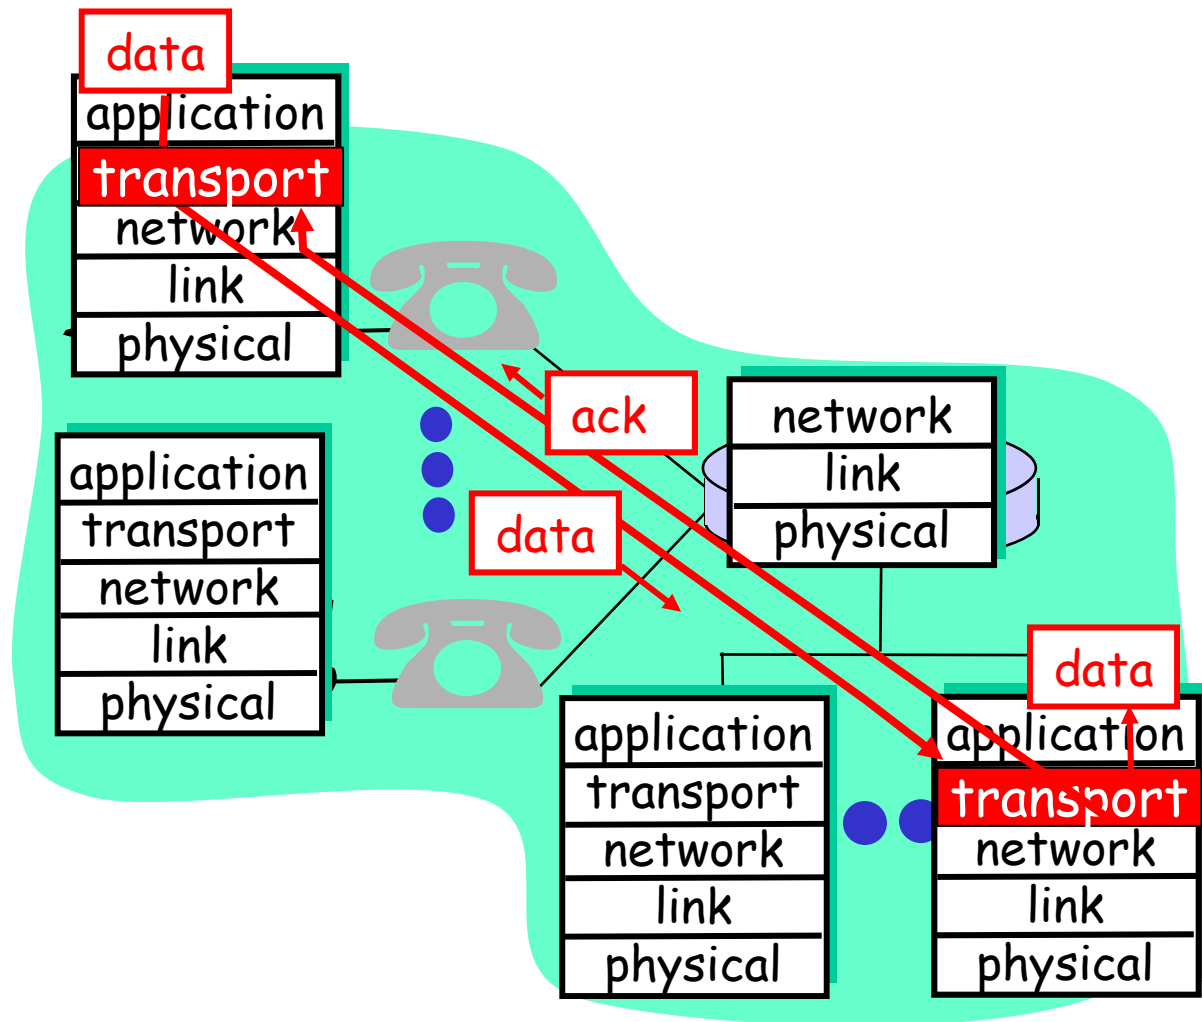 data
application
transport
network
link
physical
ack
data
network
link
physical
application
transport
network
link
physical
application
transport
network
link
physical
data
application
transport
network
link
physical